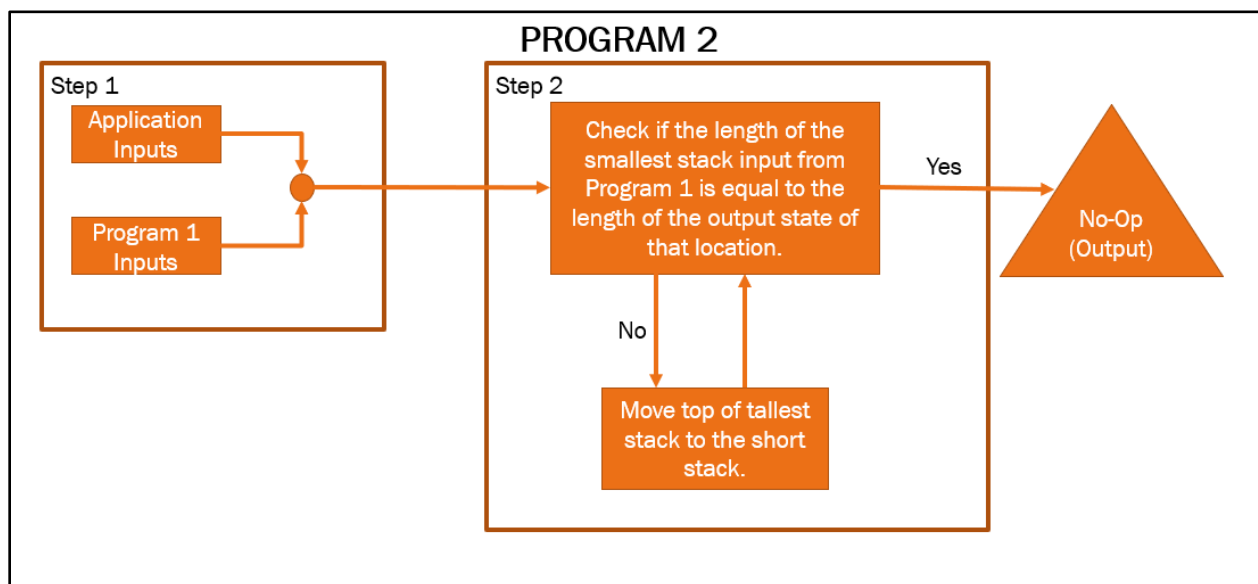 PROGRAM 2
Step 1
Application
Inputs
Program 1
Inputs
Step 2
Check if the length of the
smallest stack input from
Program 1 is equal to the
length of the output state of
that location.
Yes
No-Op
(Output)
No
Move top of tallest
stack to the short
stack.